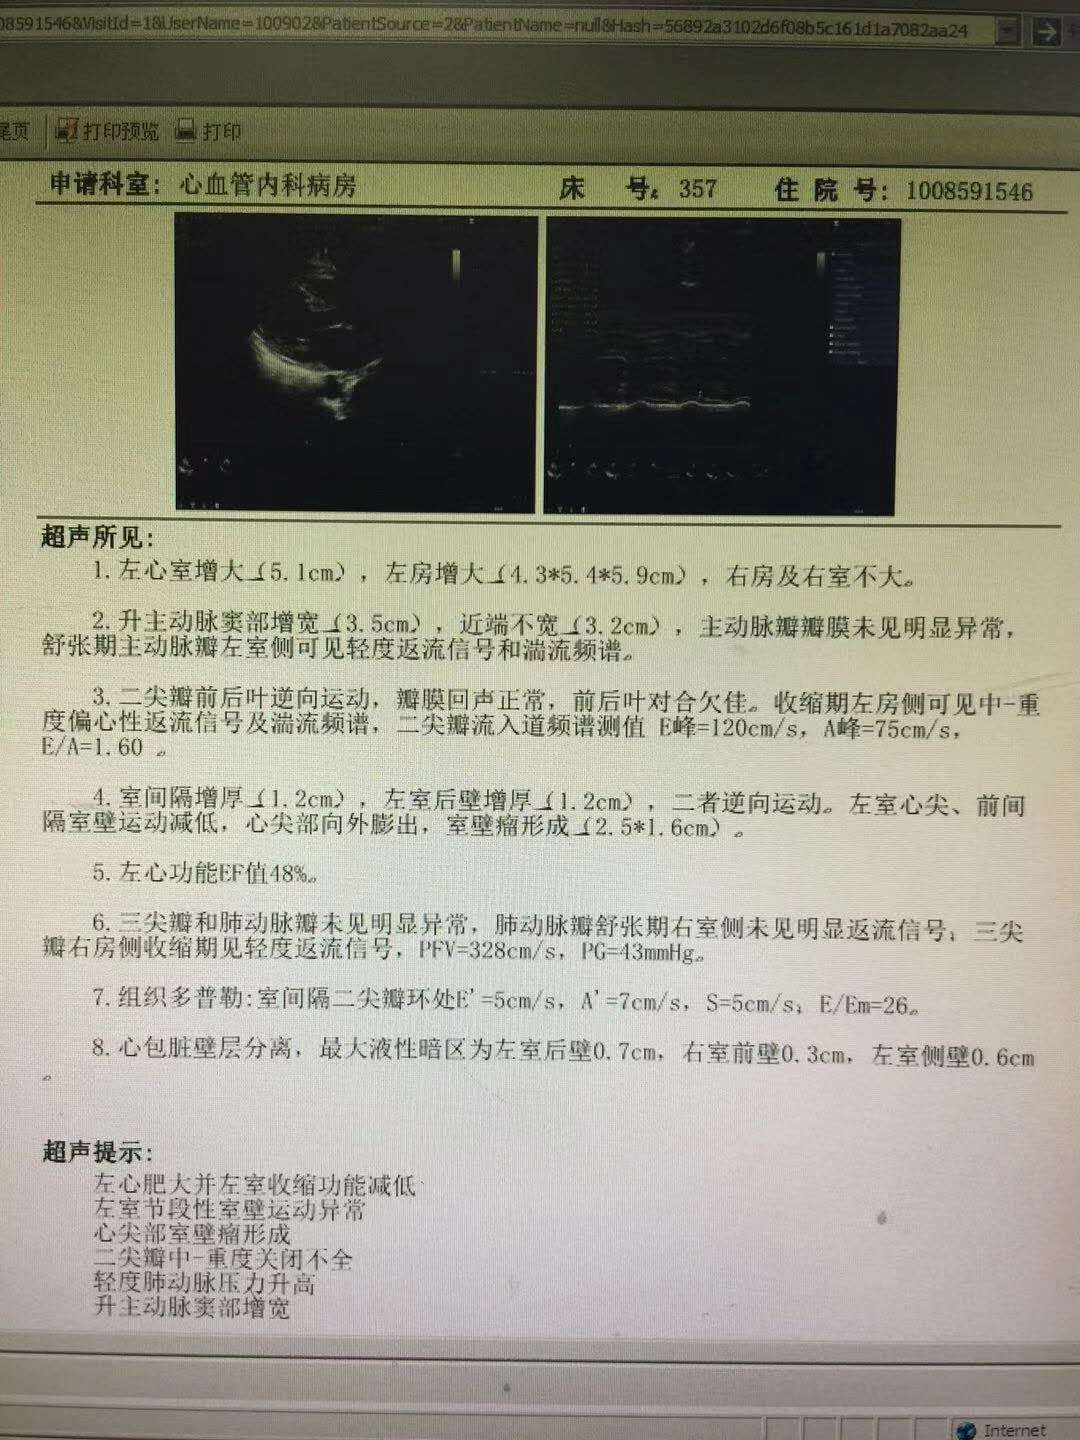 08591546&VisitId=1&UserName=100902&PatientSource=2&PatientName=null&Hash=56892a3102d6f08b5c161d1a7082aa24
尾页 打印预览 打印
申请科室: 心血管内科病房 床 号: 357 住 院 号: 1008591546
超声所见:
1.左心室增大（5.1cm）,左房增大（4.3*5.4*5.9cm）,右房及右室不大。
2.升主动脉窦部增宽（3.5cm）,近端不宽（3.2cm）,主动脉瓣瓣膜未见明显异常,
舒张期主动脉瓣左室侧可见轻度返流信号和湍流频谱。
3.二尖瓣前后叶逆向运动,瓣膜回声正常,前后叶对合欠佳。收缩期左房侧可见中-重
度偏心性返流信号及湍流频谱,二尖瓣流入道频谱测值 E峰=120cm/s,A峰=75cm/s,
E/A=1.60 。
4.室间隔增厚（1.2cm）,左室后壁增厚（1.2cm）,二者逆向运动。左室心尖、前间
隔室壁运动减低,心尖部向外膨出,室壁瘤形成（2.5*1.6cm）。
5.左心功能EF值48%。
6.三尖瓣和肺动脉瓣未见明显异常,肺动脉瓣舒张期右室侧未见明显返流信号;三尖
瓣右房侧收缩期见轻度返流信号,PFV=328cm/s,PG=43mmHg。
7.组织多普勒:室间隔二尖瓣环处E'=5cm/s,A'=7cm/s,S=5cm/s;E/Em=26。
8.心包脏壁层分离,最大液性暗区为左室后壁0.7cm,右室前壁0.3cm,左室侧壁0.6cm
。
超声提示:
左心肥大并左室收缩功能减低
左室节段性室壁运动异常
心尖部室壁瘤形成
二尖瓣中-重度关闭不全
轻度肺动脉压力升高
升主动脉窦部增宽
Internet